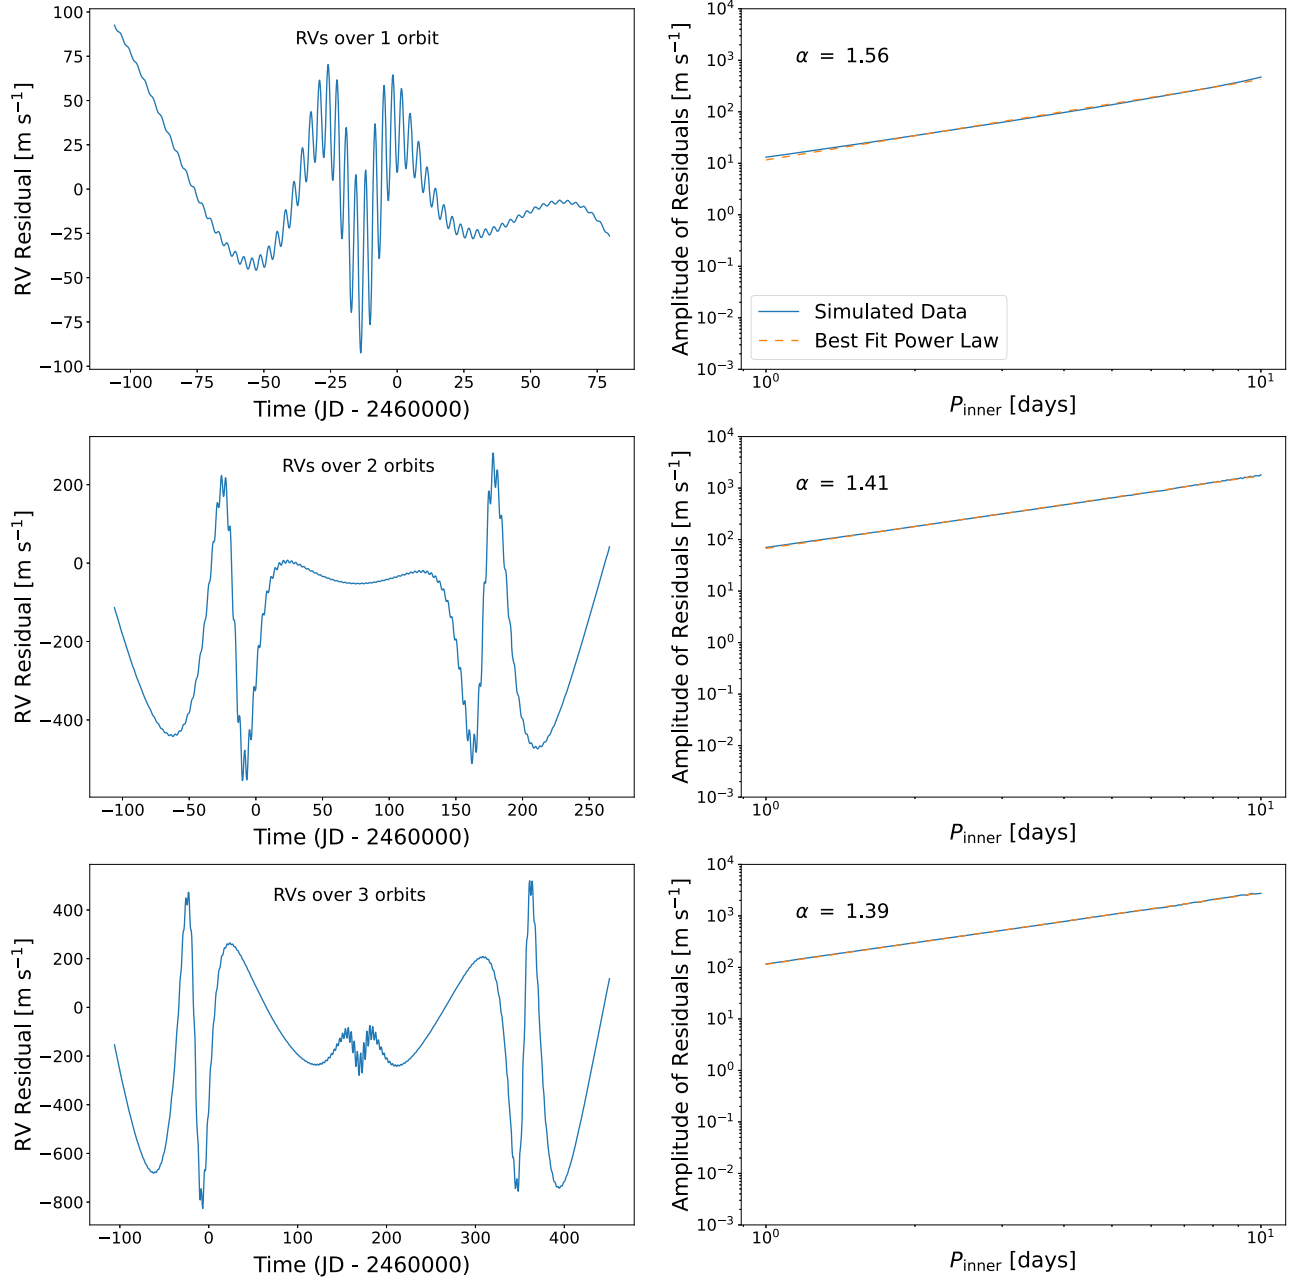 RVs over 1 orbit
RV Residual [m s⁻¹]
100
75
50
25
0
−25
−50
−75
−100
−100 −75 −50 −25 0 25 50 75
Time (JD - 2460000)
α = 1.56
Amplitude of Residuals [m s⁻¹]
10⁴
10³
10²
10¹
10⁰
10⁻¹
10⁻²
10⁻³
Simulated Data
Best Fit Power Law
10⁰ 10¹
P_inner [days]
RVs over 2 orbits
RV Residual [m s⁻¹]
200
0
−200
−400
−100 −50 0 50 100 150 200 250
Time (JD - 2460000)
α = 1.41
Amplitude of Residuals [m s⁻¹]
10⁴
10³
10²
10¹
10⁰
10⁻¹
10⁻²
10⁻³
10⁰ 10¹
P_inner [days]
RVs over 3 orbits
RV Residual [m s⁻¹]
400
200
0
−200
−400
−600
−800
−100 0 100 200 300 400
Time (JD - 2460000)
α = 1.39
Amplitude of Residuals [m s⁻¹]
10⁴
10³
10²
10¹
10⁰
10⁻¹
10⁻²
10⁻³
10⁰ 10¹
P_inner [days]